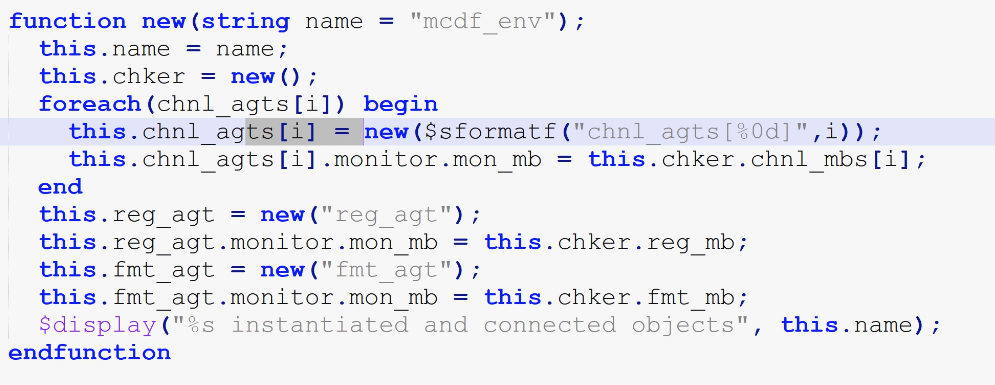 function new(string name = "mcdf_env");
this.name = name;
this.chker = new();
foreach(chnl_agts[i]) begin
this.chnl_agts[i] = new($sformatf("chnl_agts[%0d]",i));
this.chnl_agts[i].monitor.mon_mb = this.chker.chnl_mbs[i];
end
this.reg_agt = new("reg_agt");
this.reg_agt.monitor.mon_mb = this.chker.reg_mb;
this.fmt_agt = new("fmt_agt");
this.fmt_agt.monitor.mon_mb = this.chker.fmt_mb;
$display("%s instantiated and connected objects", this.name);
endfunction